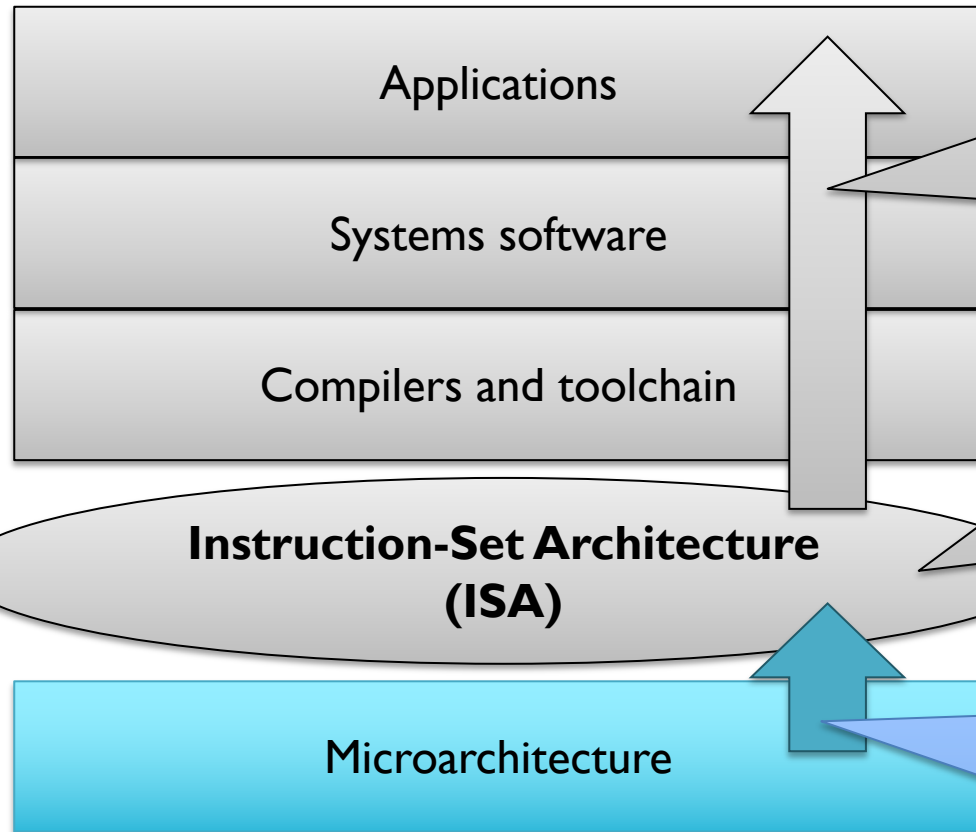 Applications
Systems software
Compilers and toolchain
Instruction-Set Architecture
(ISA)
Microarchitecture